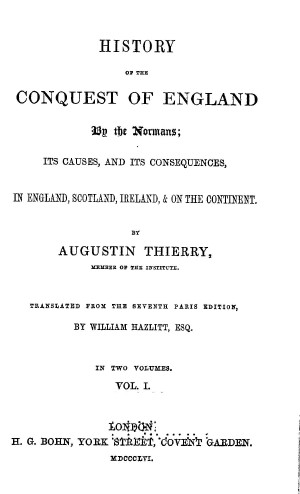 HISTORY
OF THE
CONQUEST OF ENGLAND
By the Normans;
ITS CAUSES, AND ITS CONSEQUENCES,
IN ENGLAND, SCOTLAND, IRELAND, & ON THE CONTINENT.
BY
AUGUSTIN THIERRY,
MEMBER OF THE INSTITUTE.
TRANSLATED FROM THE SEVENTH PARIS EDITION,
BY WILLIAM HAZLITT, ESQ.
IN TWO VOLUMES.
VOL. I.
LONDON:
H. G. BOHN, YORK STREET, COVENT GARDEN.
MDCCCLVI.